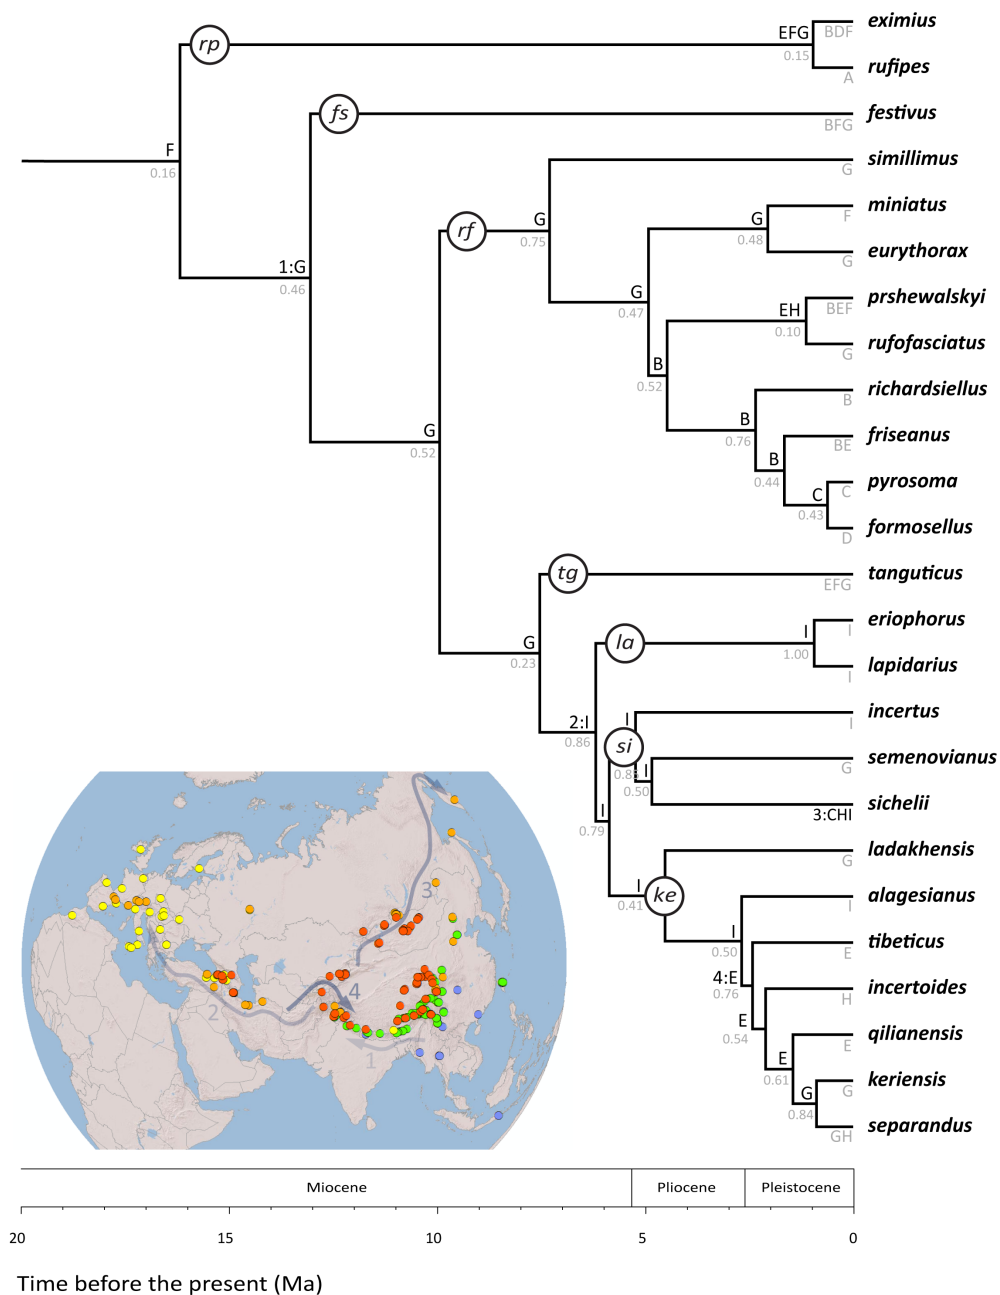 eximius
rp
EFG
BDF
0.15
rufipes
A
fs
festivus
BFG
F
0.16
simillimus
G
miniatus
F
rf
G
0.75
G
0.48
eurythorax
G
1:G
0.46
G
0.47
prshewalskyi
EH
BEF
0.10
rufofasciatus
G
B
0.52
richardsiellus
B
B
0.76
friseanus
BE
G
0.52
B
0.44
pyrosoma
C
C
0.43
formosellus
D
tg
tanguticus
EFG
eriophorus
I
la
I
1.00
G
0.23
lapidarius
I
2:I
0.86
I
incertus
I
si
0.85
I
0.50
semenovianus
G
sichelii
3:CHI
I
0.79
ladakhensis
G
I
0.41
ke
alagesianus
I
I
0.50
tibeticus
E
4:E
0.76
incertoides
H
E
0.54
qilianensis
E
E
0.61
keriensis
G
G
0.84
separandus
GH
3
4
2
1
Miocene
Pliocene
Pleistocene
20
15
10
5
0
Time before the present (Ma)